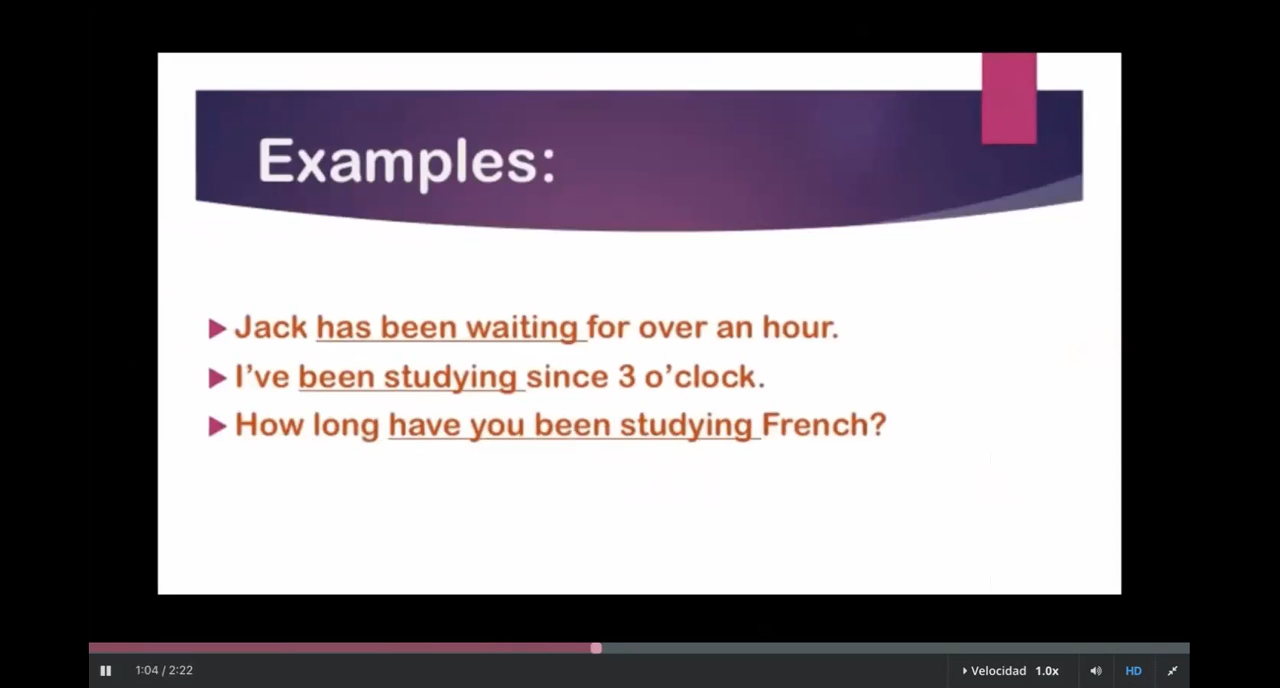 Examples:
Jack has been waiting for over an hour.
I’ve been studying since 3 o’clock.
How long have you been studying French?
1:04 / 2:22
Velocidad 1.0x
HD